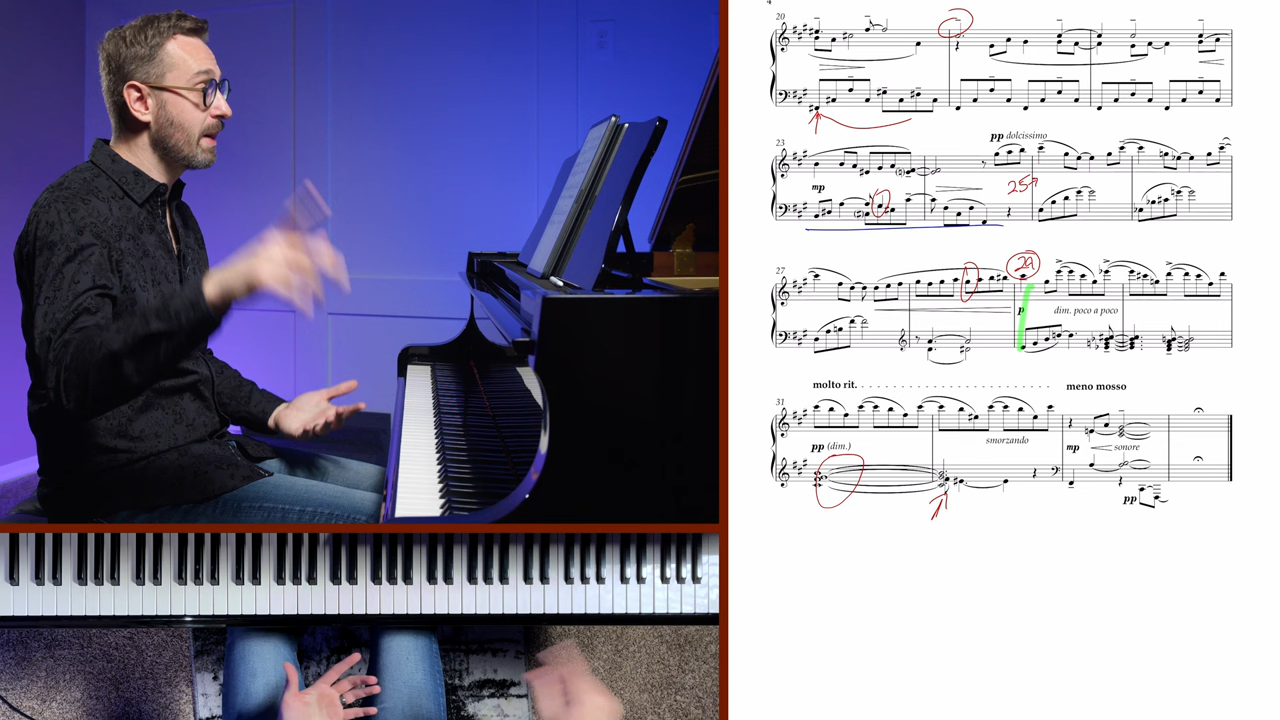 4
20
pp dolcissimo
23
mp
25
27
29
p
dim. poco a poco
molto rit.
meno mosso
31
pp (dim.)
smorzando
mp
sonore
pp